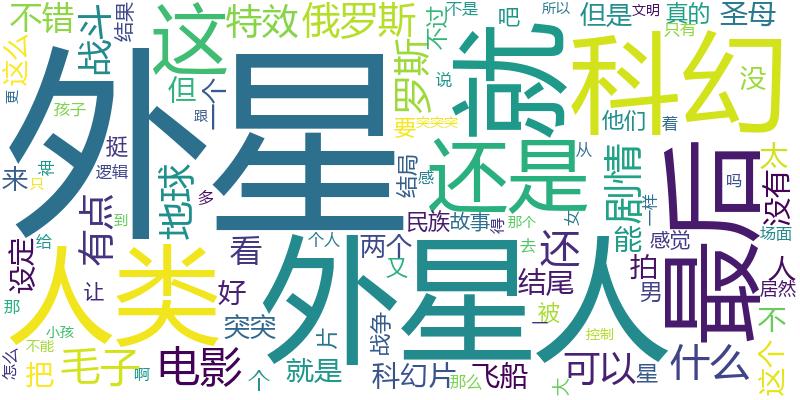 不错
战斗
结果
这
特效
俄罗斯
不过
不是
吧
所以
但是
文明
真的
只有
圣母
这么
外星
但
一个
罗斯
说
就
科幻
没
更
孩子
挺
跟
要
突突突
他们
着
来
神
逻辑
地球
多
结局
感
还是
从
剧情
吗
太
没有
只
有点
到
民族
故事
得
那个
女
能
一样
最后
场面
设定
给
人类
看
个人
两个
又
外星人
去
还
感觉
拍
人
居然
那
让
好
结尾
男
小孩
突突
片
战争
被
一
控制
不
怎么
不能
把
毛子
啊
电影
个
就是
科幻片
那么
飞船
大
可以
星
什么
这个